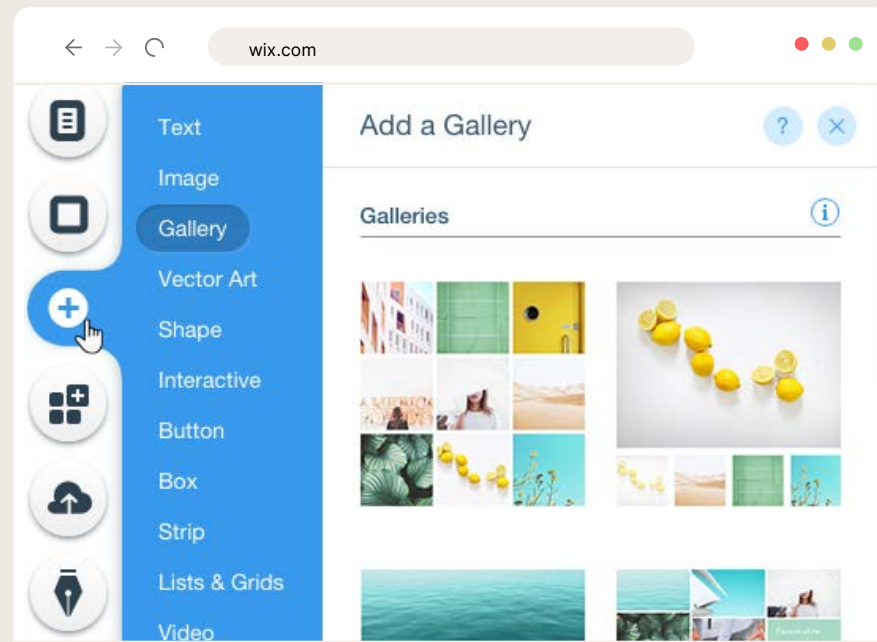 wix.com
Text
Image
Gallery
Vector Art
Shape
Interactive
Button
Box
Strip
Lists & Grids
Video
Add a Gallery
?
Galleries
i